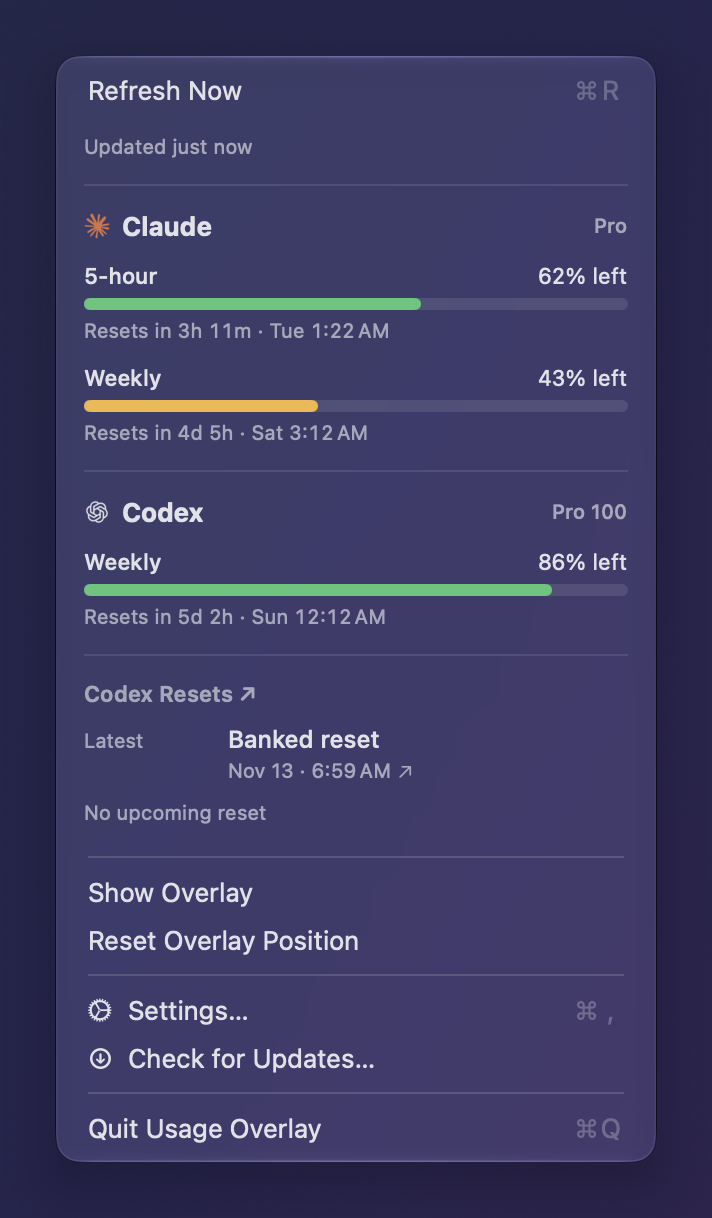 Refresh Now ⌘ R
Updated just now
Claude Pro
5-hour 62% left
Resets in 3h 11m · Tue 1:22 AM
Weekly 43% left
Resets in 4d 5h · Sat 3:12 AM
Codex Pro 100
Weekly 86% left
Resets in 5d 2h · Sun 12:12 AM
Codex Resets ↗
Latest Banked reset
Nov 13 · 6:59 AM ↗
No upcoming reset
Show Overlay
Reset Overlay Position
Settings... ⌘ ,
Check for Updates...
Quit Usage Overlay ⌘Q